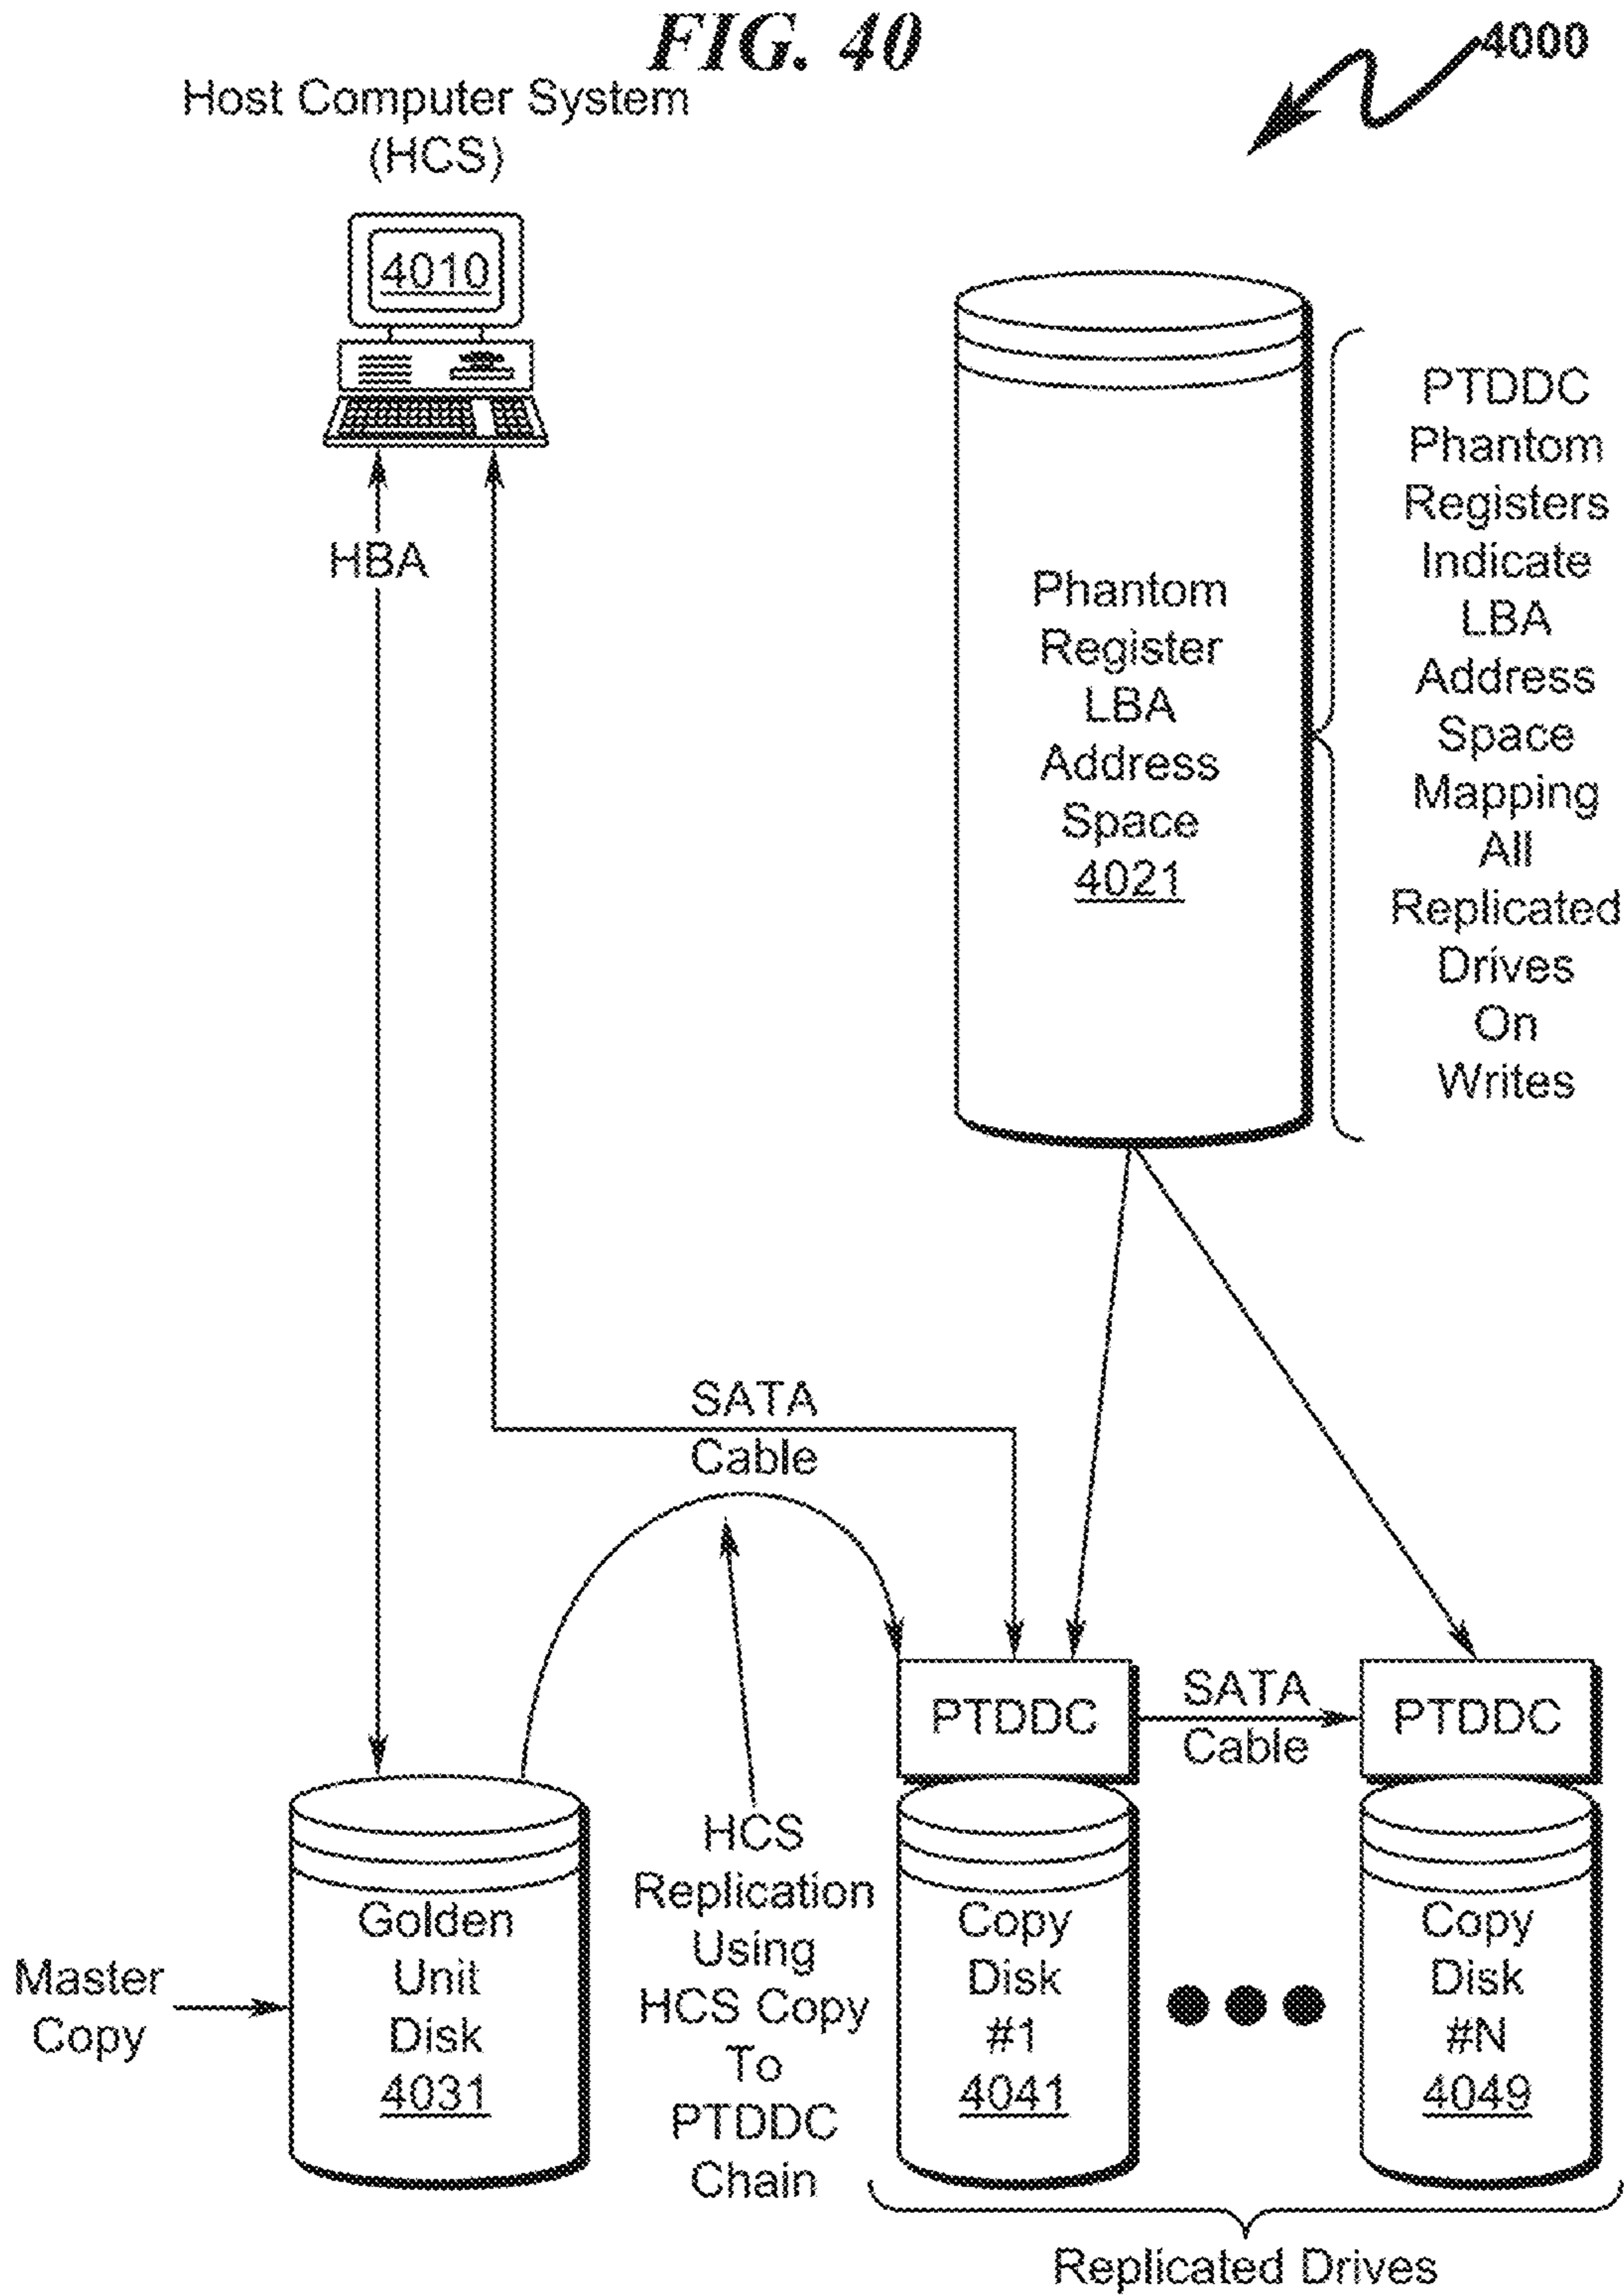 FIG. 40
4000
Host Computer System
(HCS)
4010
HBA
Phantom
Register
LBA
Address
Space
4021
PTDDC
Phantom
Registers
Indicate
LBA
Address
Space
Mapping
All
Replicated
Drives
On
Writes
SATA
Cable
PTDDC
SATA
Cable
PTDDC
Master
Copy
Golden
Unit
Disk
4031
HCS
Replication
Using
HCS Copy
To
PTDDC
Chain
Copy
Disk
#1
4041
Copy
Disk
#N
4049
Replicated Drives